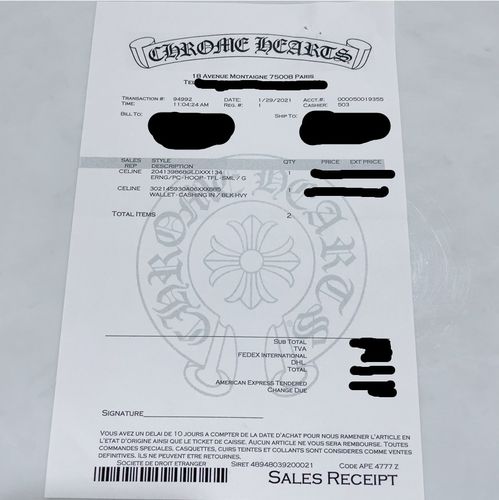 CHROME HEARTS
18 AVENUE MONTAIGNE 75008 PARIS
TRANSACTION #: 94992 DATE: 1/29/2021 ACCT.#: 000050019355
TIME: 11:04:24 AM REG. #: 1 CASHIER: 503
BILL TO: SHIP TO:
SALES REP STYLE DESCRIPTION QTY PRICE EXT PRICE
CELINE 204139868GLDXXX134 1
ERNG/PC-HOOP-TFL-SML/ G
CELINE 302145930A00XXX685 1
WALLET-CASHING IN / BLK-HVY
TOTAL ITEMS 2
CHROME HEARTS
SUB TOTAL
TVA
FEDEX INTERNATIONAL
DHL
TOTAL
AMERICAN EXPRESS TENDERED
CHANGE DUE
SIGNATURE
VOUS AVEZ UN DELAI DE 10 JOURS A COMPTER DE LA DATE D'ACHAT POUR NOUS RAMENER L'ARTICLE EN
L'ETAT D'ORIGINE AINSI QUE LE TICKET DE CAISSE. AUCUN ARTICLE NE VOUS SERA REMBOURSE. TOUTES
COMMANDES SPECIALES, CASQUETTES, CUIRS TEINTES ET COLLANTS SONT CONSIDERES COMME VENTES
DEFINITIVES. ILS NE PEUVENT ETRE RETOURNES.
SOCIETE DE DROIT ETRANGER SIRET 48948039200021 CODE APE 4777 Z
SALES RECEIPT